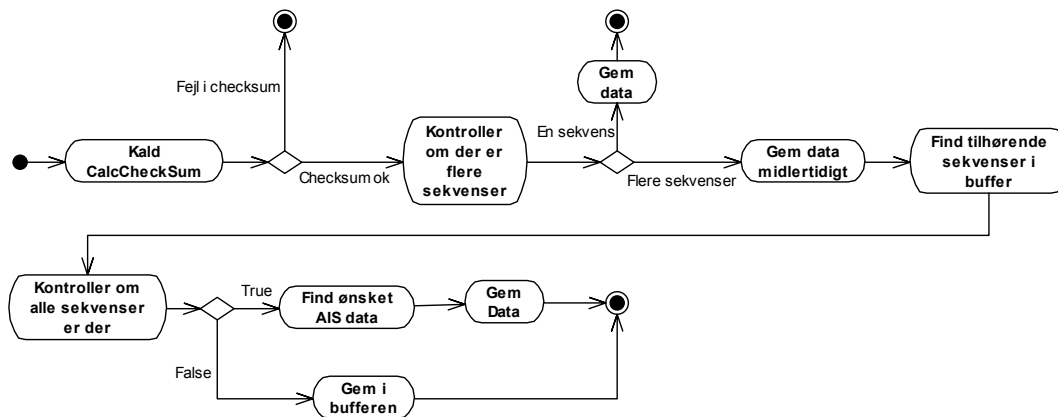 Fejl i checksum
Gem
data
En sekvens
Kald
CalcCheckSum
Checksum ok
Kontroller
om der er
flere
sekvenser
Flere sekvenser
Gem data
midlertidigt
Find tilhørende
sekvenser i
buffer
Kontroller om
alle sekvenser
er der
True
Find ønsket
AIS data
Gem
Data
False
Gem i
bufferen